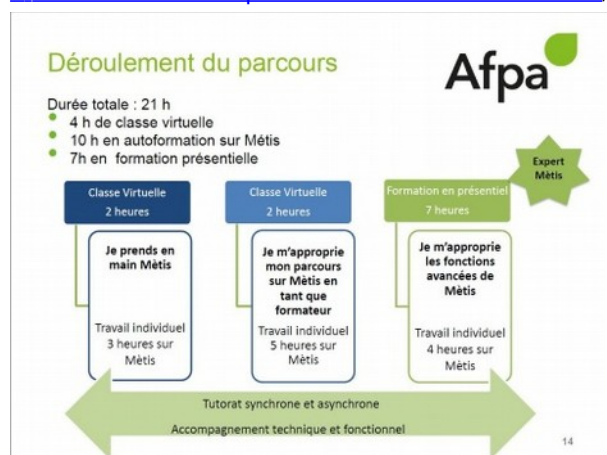 Déroulement du parcours
Afpa
Durée totale : 21 h
4 h de classe virtuelle
10 h en autoformation sur Métis
7h en formation présentielle
Expert
Mètis
Classe Virtuelle
2 heures
Je prends en
main Mètis
Travail individuel
3 heures sur
Mètis
Classe Virtuelle
2 heures
Je m'approprie
mon parcours
sur Mètis en
tant que
formateur
Travail individuel
5 heures sur
Mètis
Formation en présentiel
7 heures
Je m'approprie
les fonctions
avancées de
Mètis
Travail individuel
4 heures sur
Mètis
Tutorat synchrone et asynchrone
Accompagnement technique et fonctionnel
14